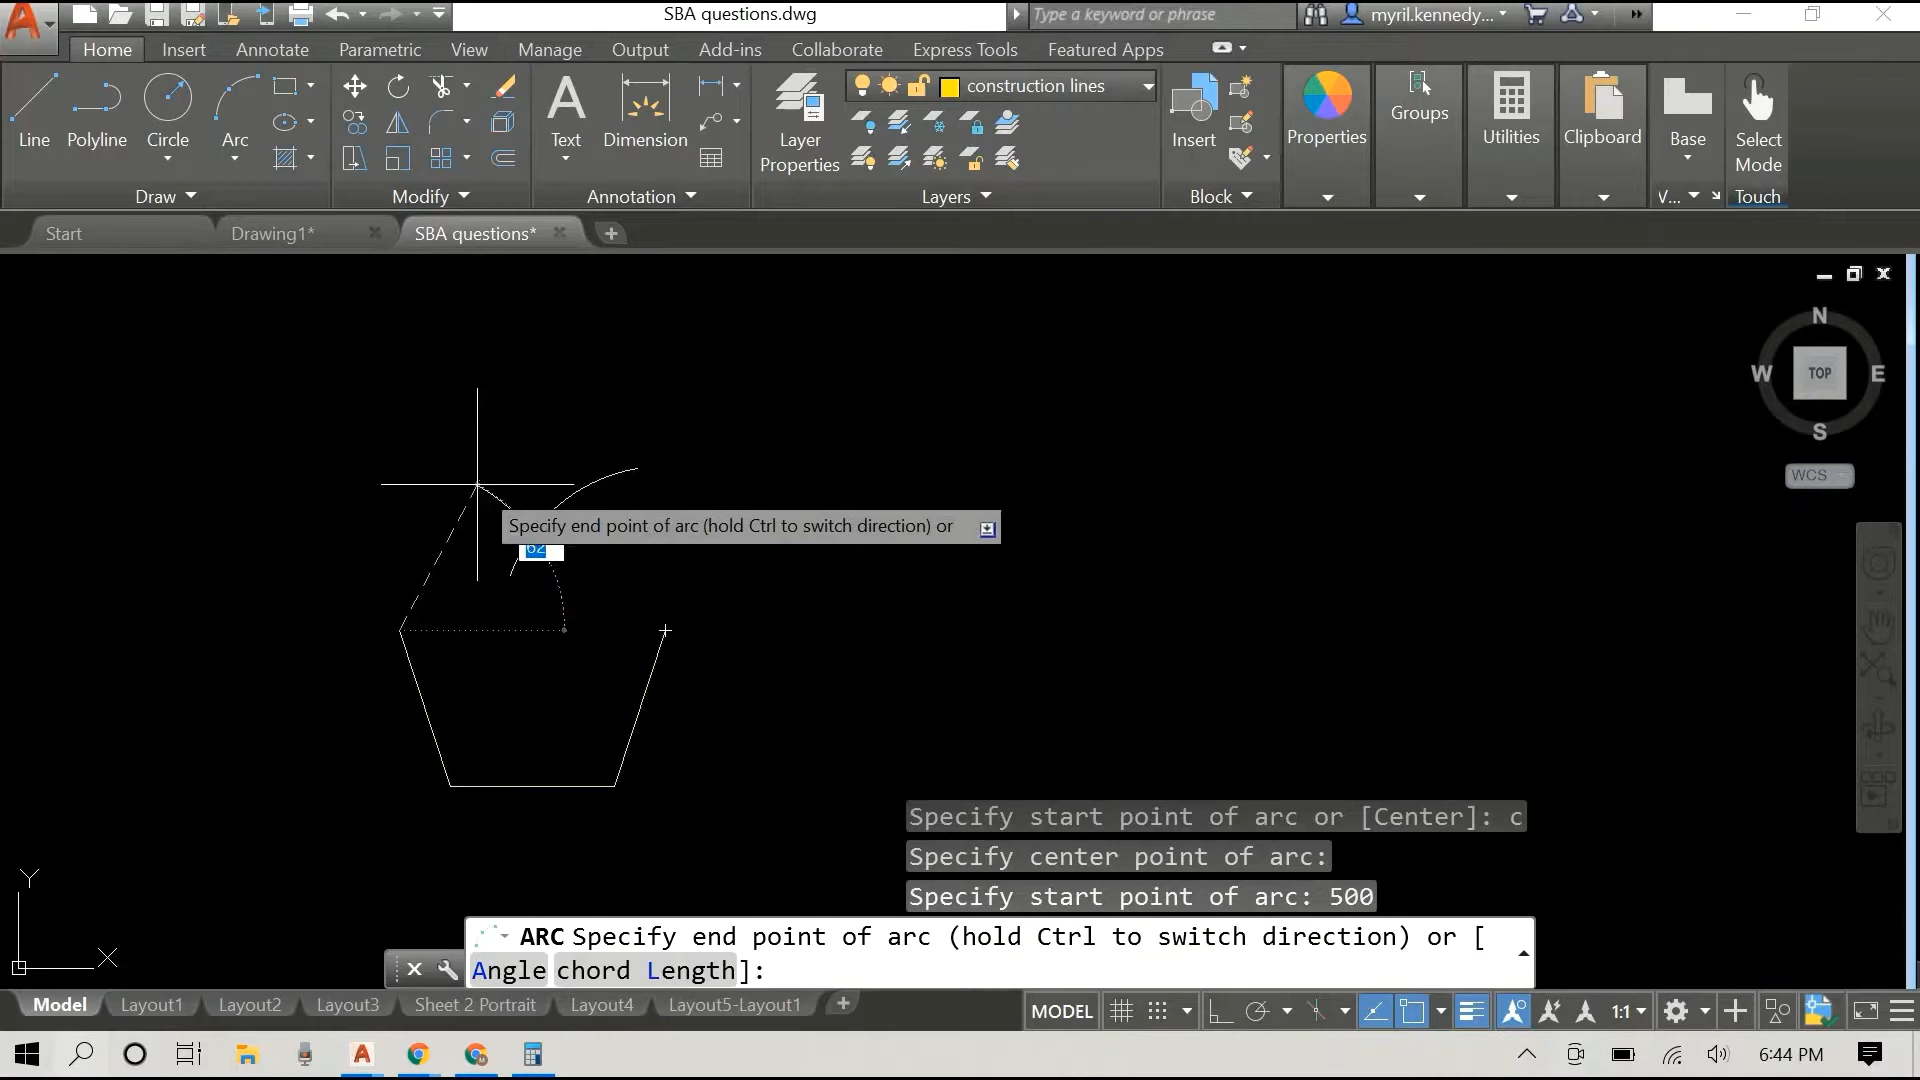 SBA questions.dwg
Type a keyword or phrase
myril.kennedy...
Home Insert Annotate Parametric View Manage Output Add-ins Collaborate Express Tools Featured Apps
construction lines
Line Polyline Circle Arc
Text Dimension
Layer Properties
Insert
Properties
Groups
Utilities
Clipboard
Base
Select Mode
Draw Modify Annotation Layers Block V... Touch
Start Drawing1* SBA questions*
N
W TOP E
S
WCS
Specify end point of arc (hold Ctrl to switch direction) or
62
Specify start point of arc or [Center]: c
Specify center point of arc:
Specify start point of arc: 500
ARC Specify end point of arc (hold Ctrl to switch direction) or [
Angle chord Length]:
Y
X
Model Layout1 Layout2 Layout3 Sheet 2 Portrait Layout4 Layout5-Layout1
MODEL 1:1
6:44 PM